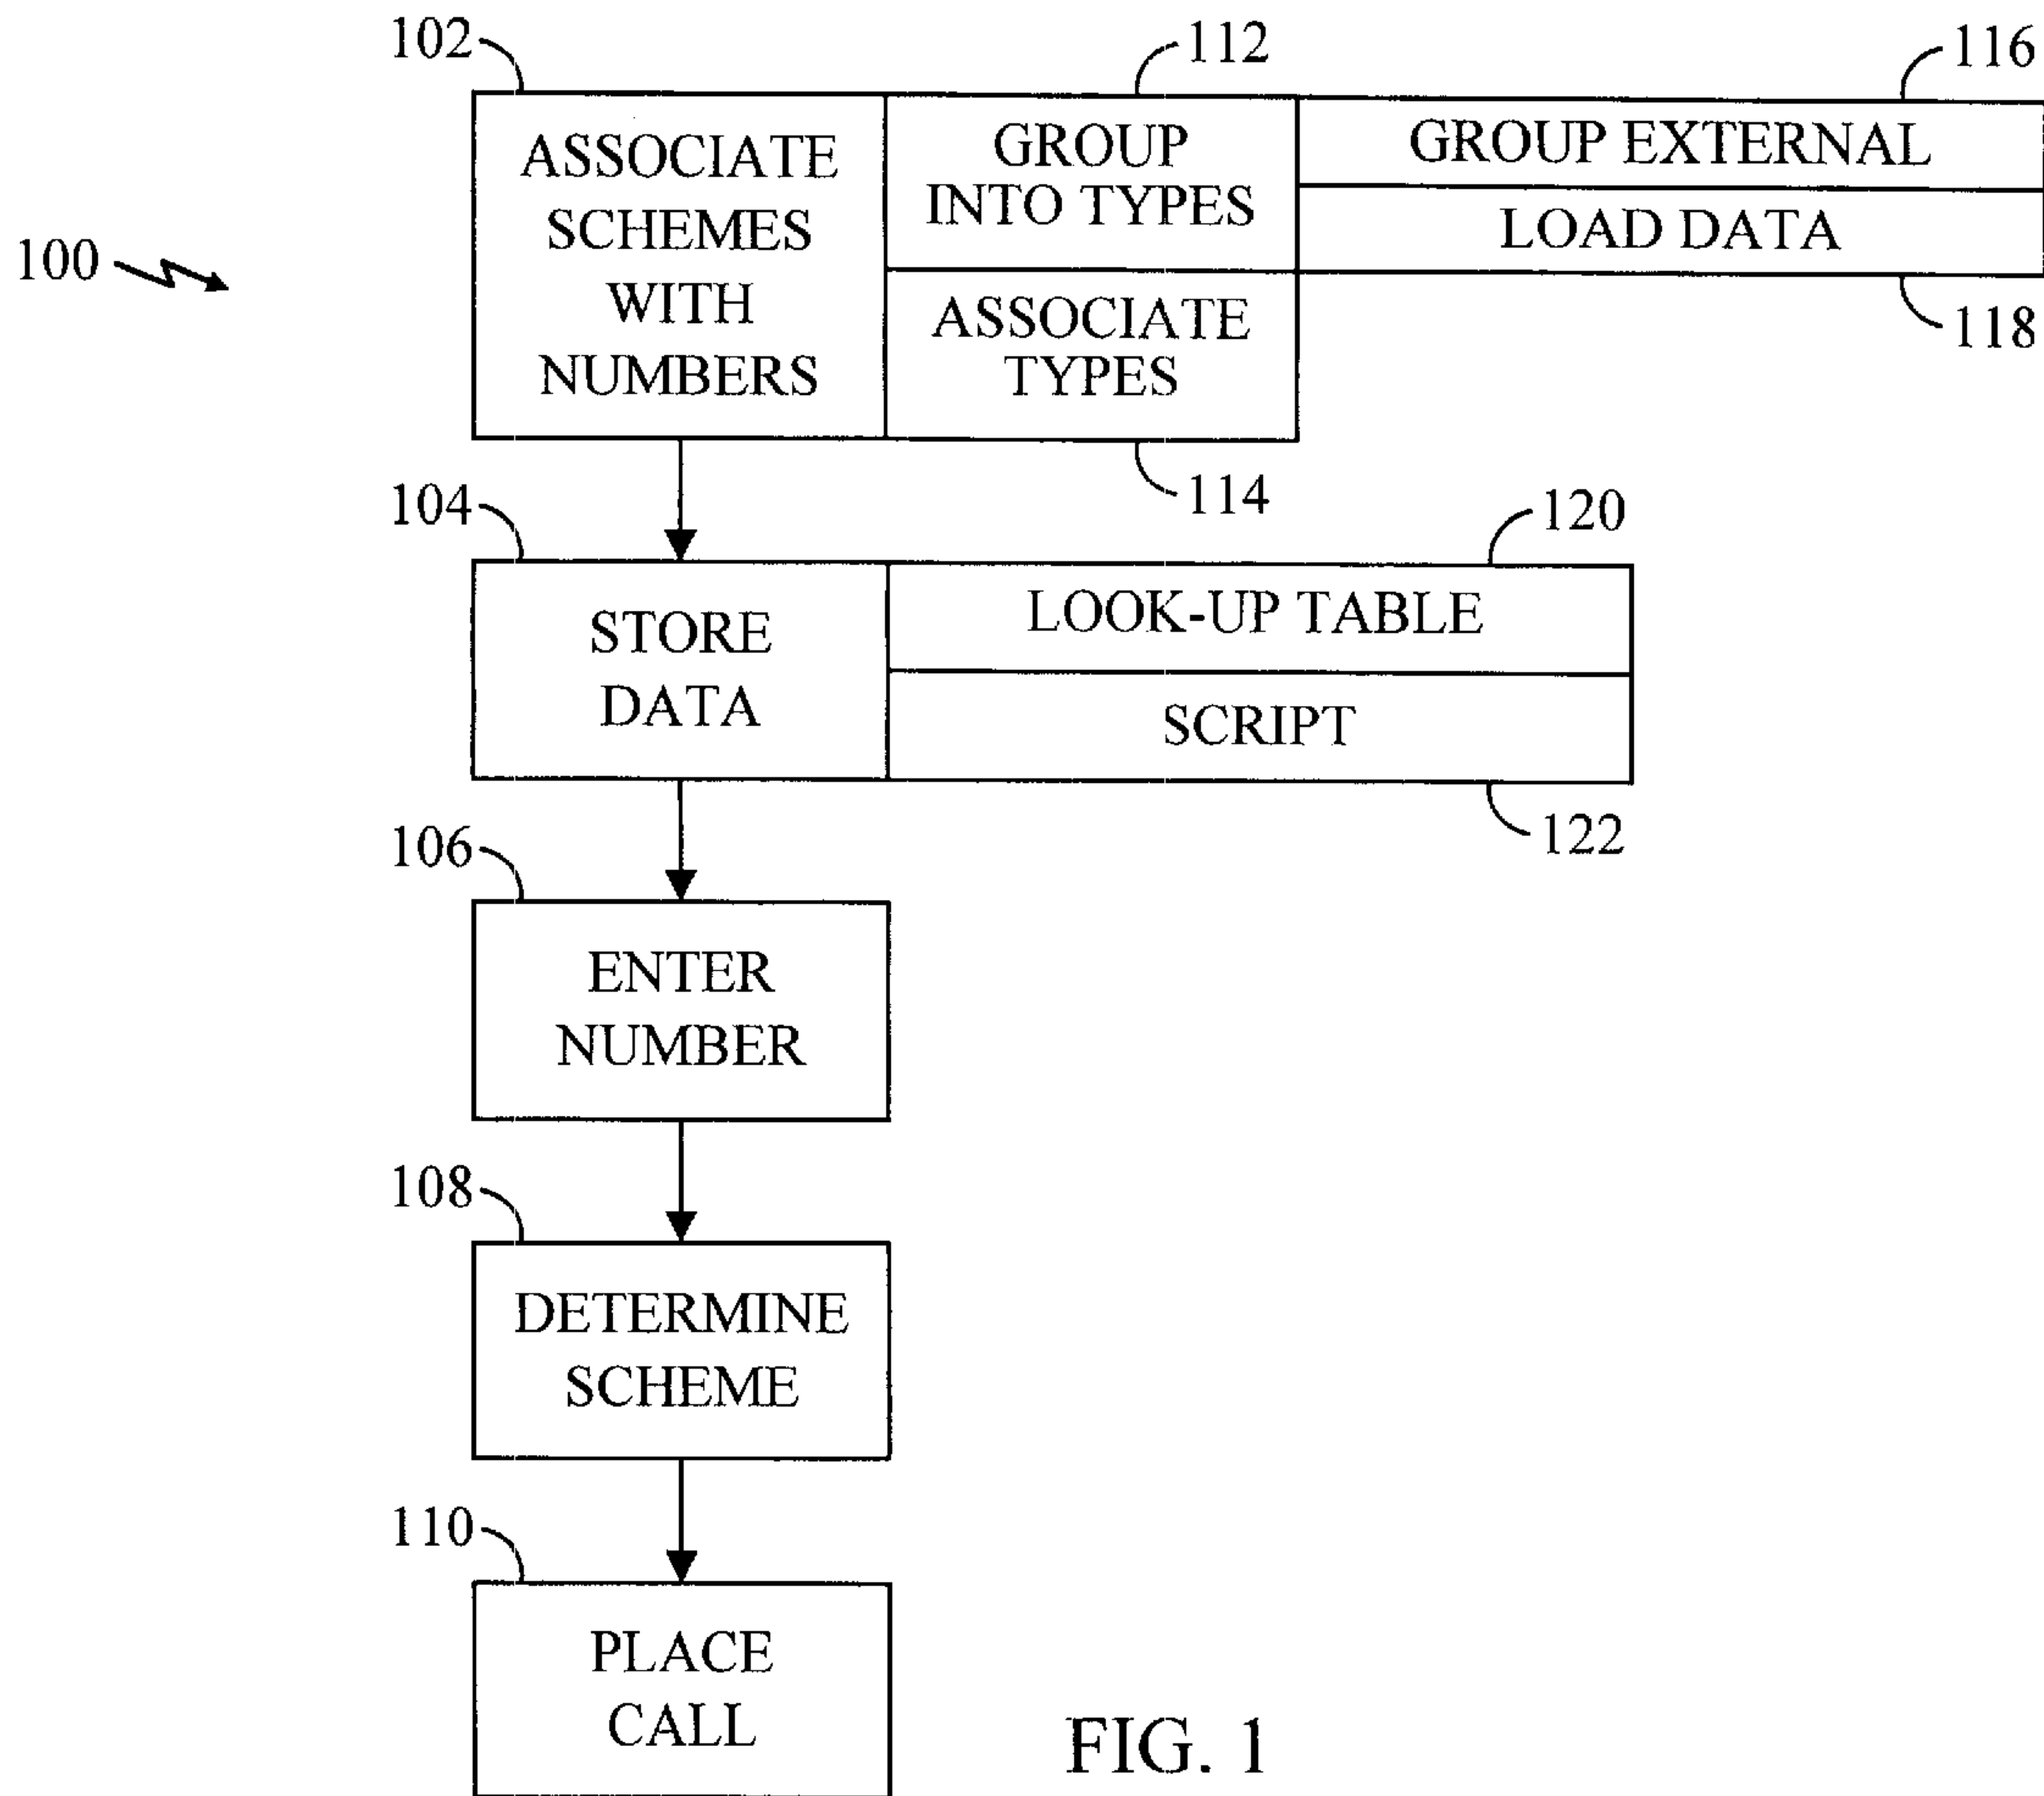 102
112
116
ASSOCIATE
SCHEMES
WITH
NUMBERS
GROUP
INTO TYPES
GROUP EXTERNAL
LOAD DATA
100
ASSOCIATE
TYPES
118
104
114
120
STORE
DATA
LOOK-UP TABLE
SCRIPT
106
122
ENTER
NUMBER
108
DETERMINE
SCHEME
110
PLACE
CALL
FIG. 1